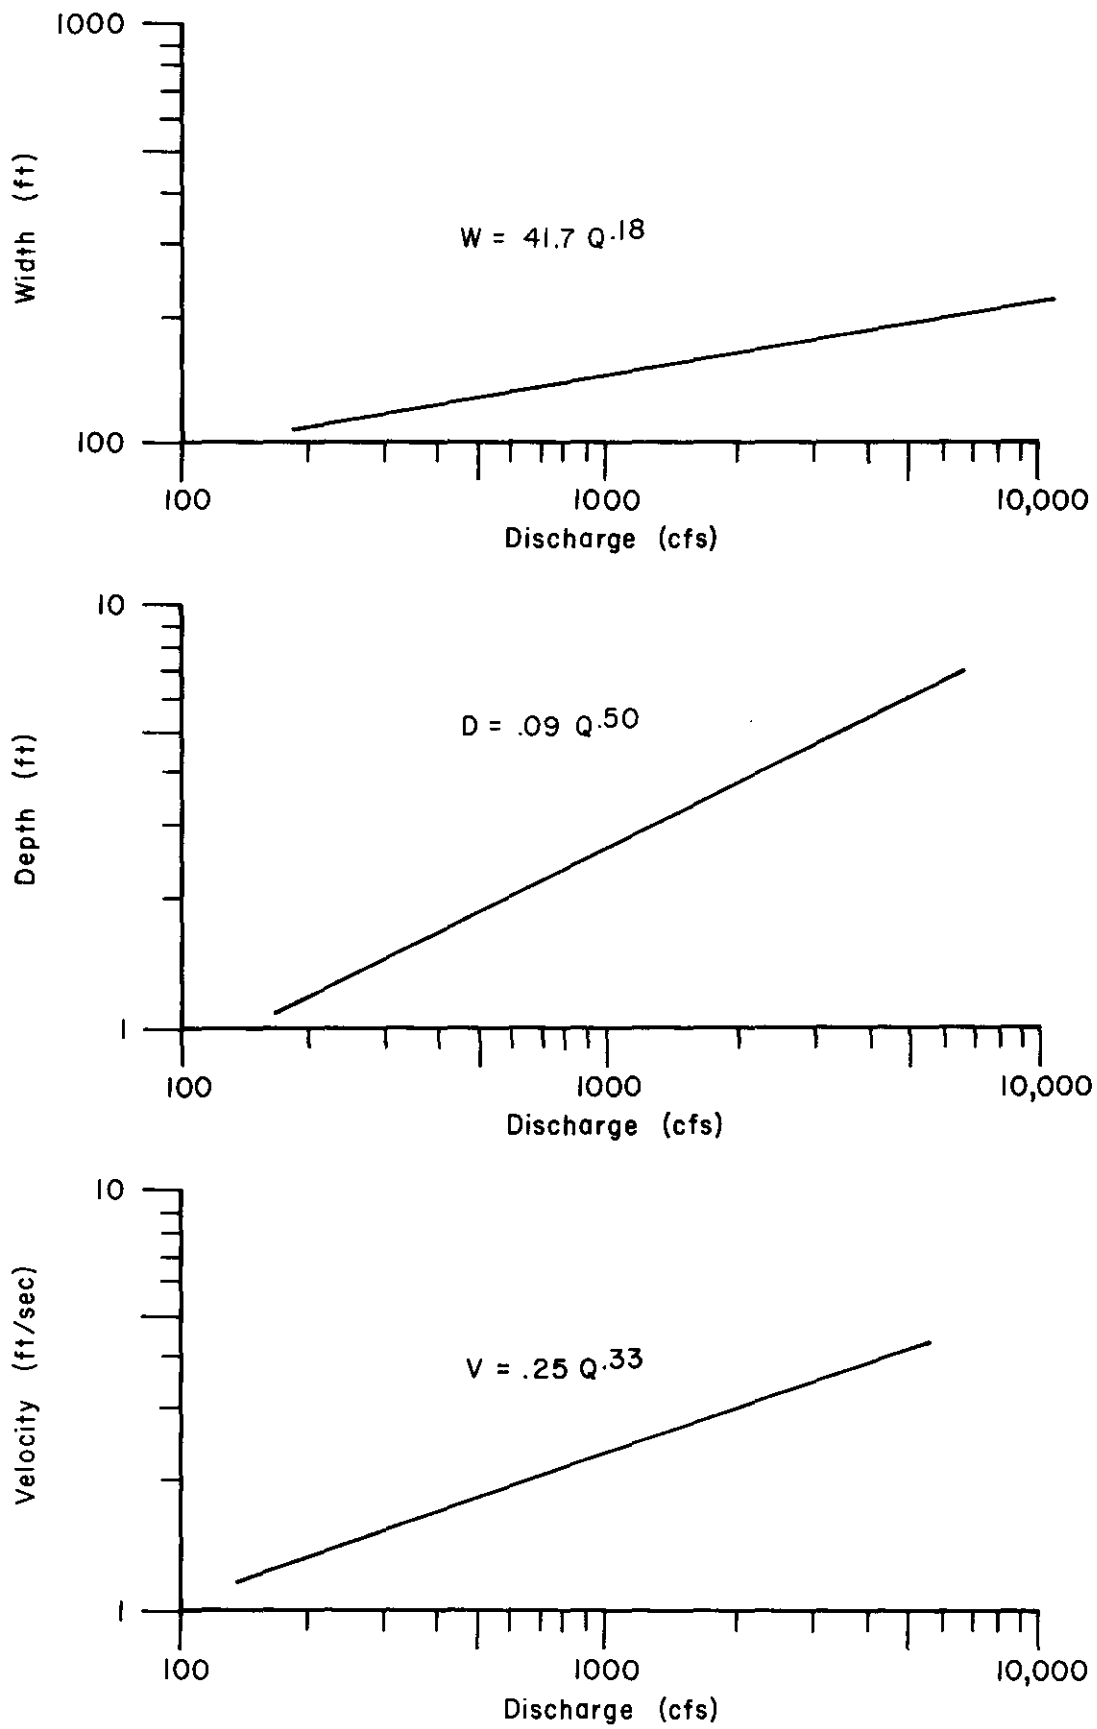 1000
Width (ft)
W = 41.7 Q.18
100
100 1000 10,000
Discharge (cfs)
10
Depth (ft)
D = .09 Q.50
1
100 1000 10,000
Discharge (cfs)
10
Velocity (ft/sec)
V = .25 Q.33
1
100 1000 10,000
Discharge (cfs)